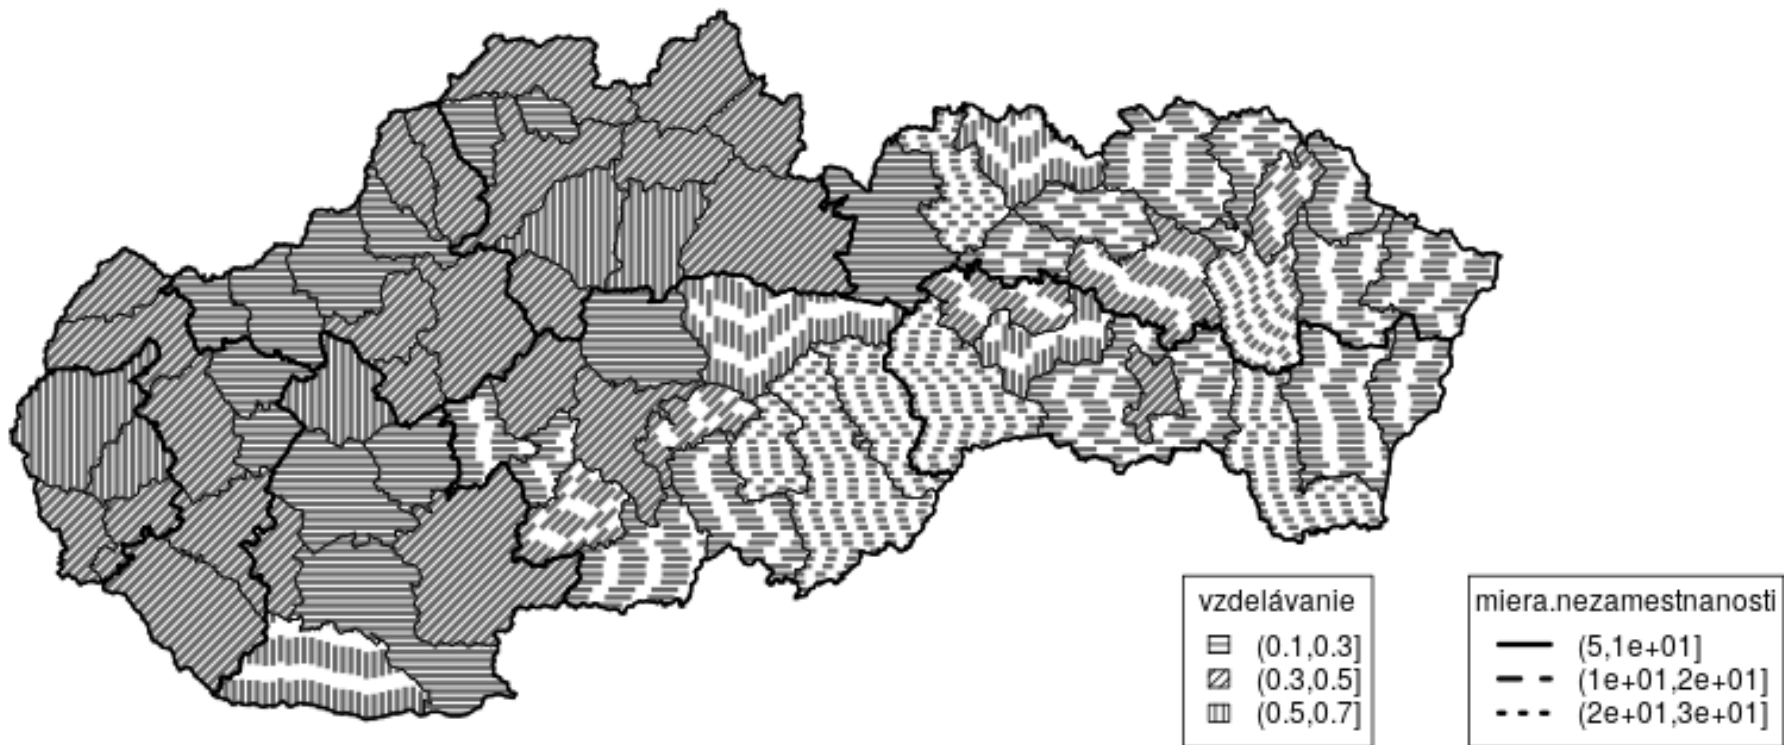 vzdelávanie
(0.1,0.3]
(0.3,0.5]
(0.5,0.7]
miera.nezamestnanosti
(5,1e+01]
(1e+01,2e+01]
(2e+01,3e+01]